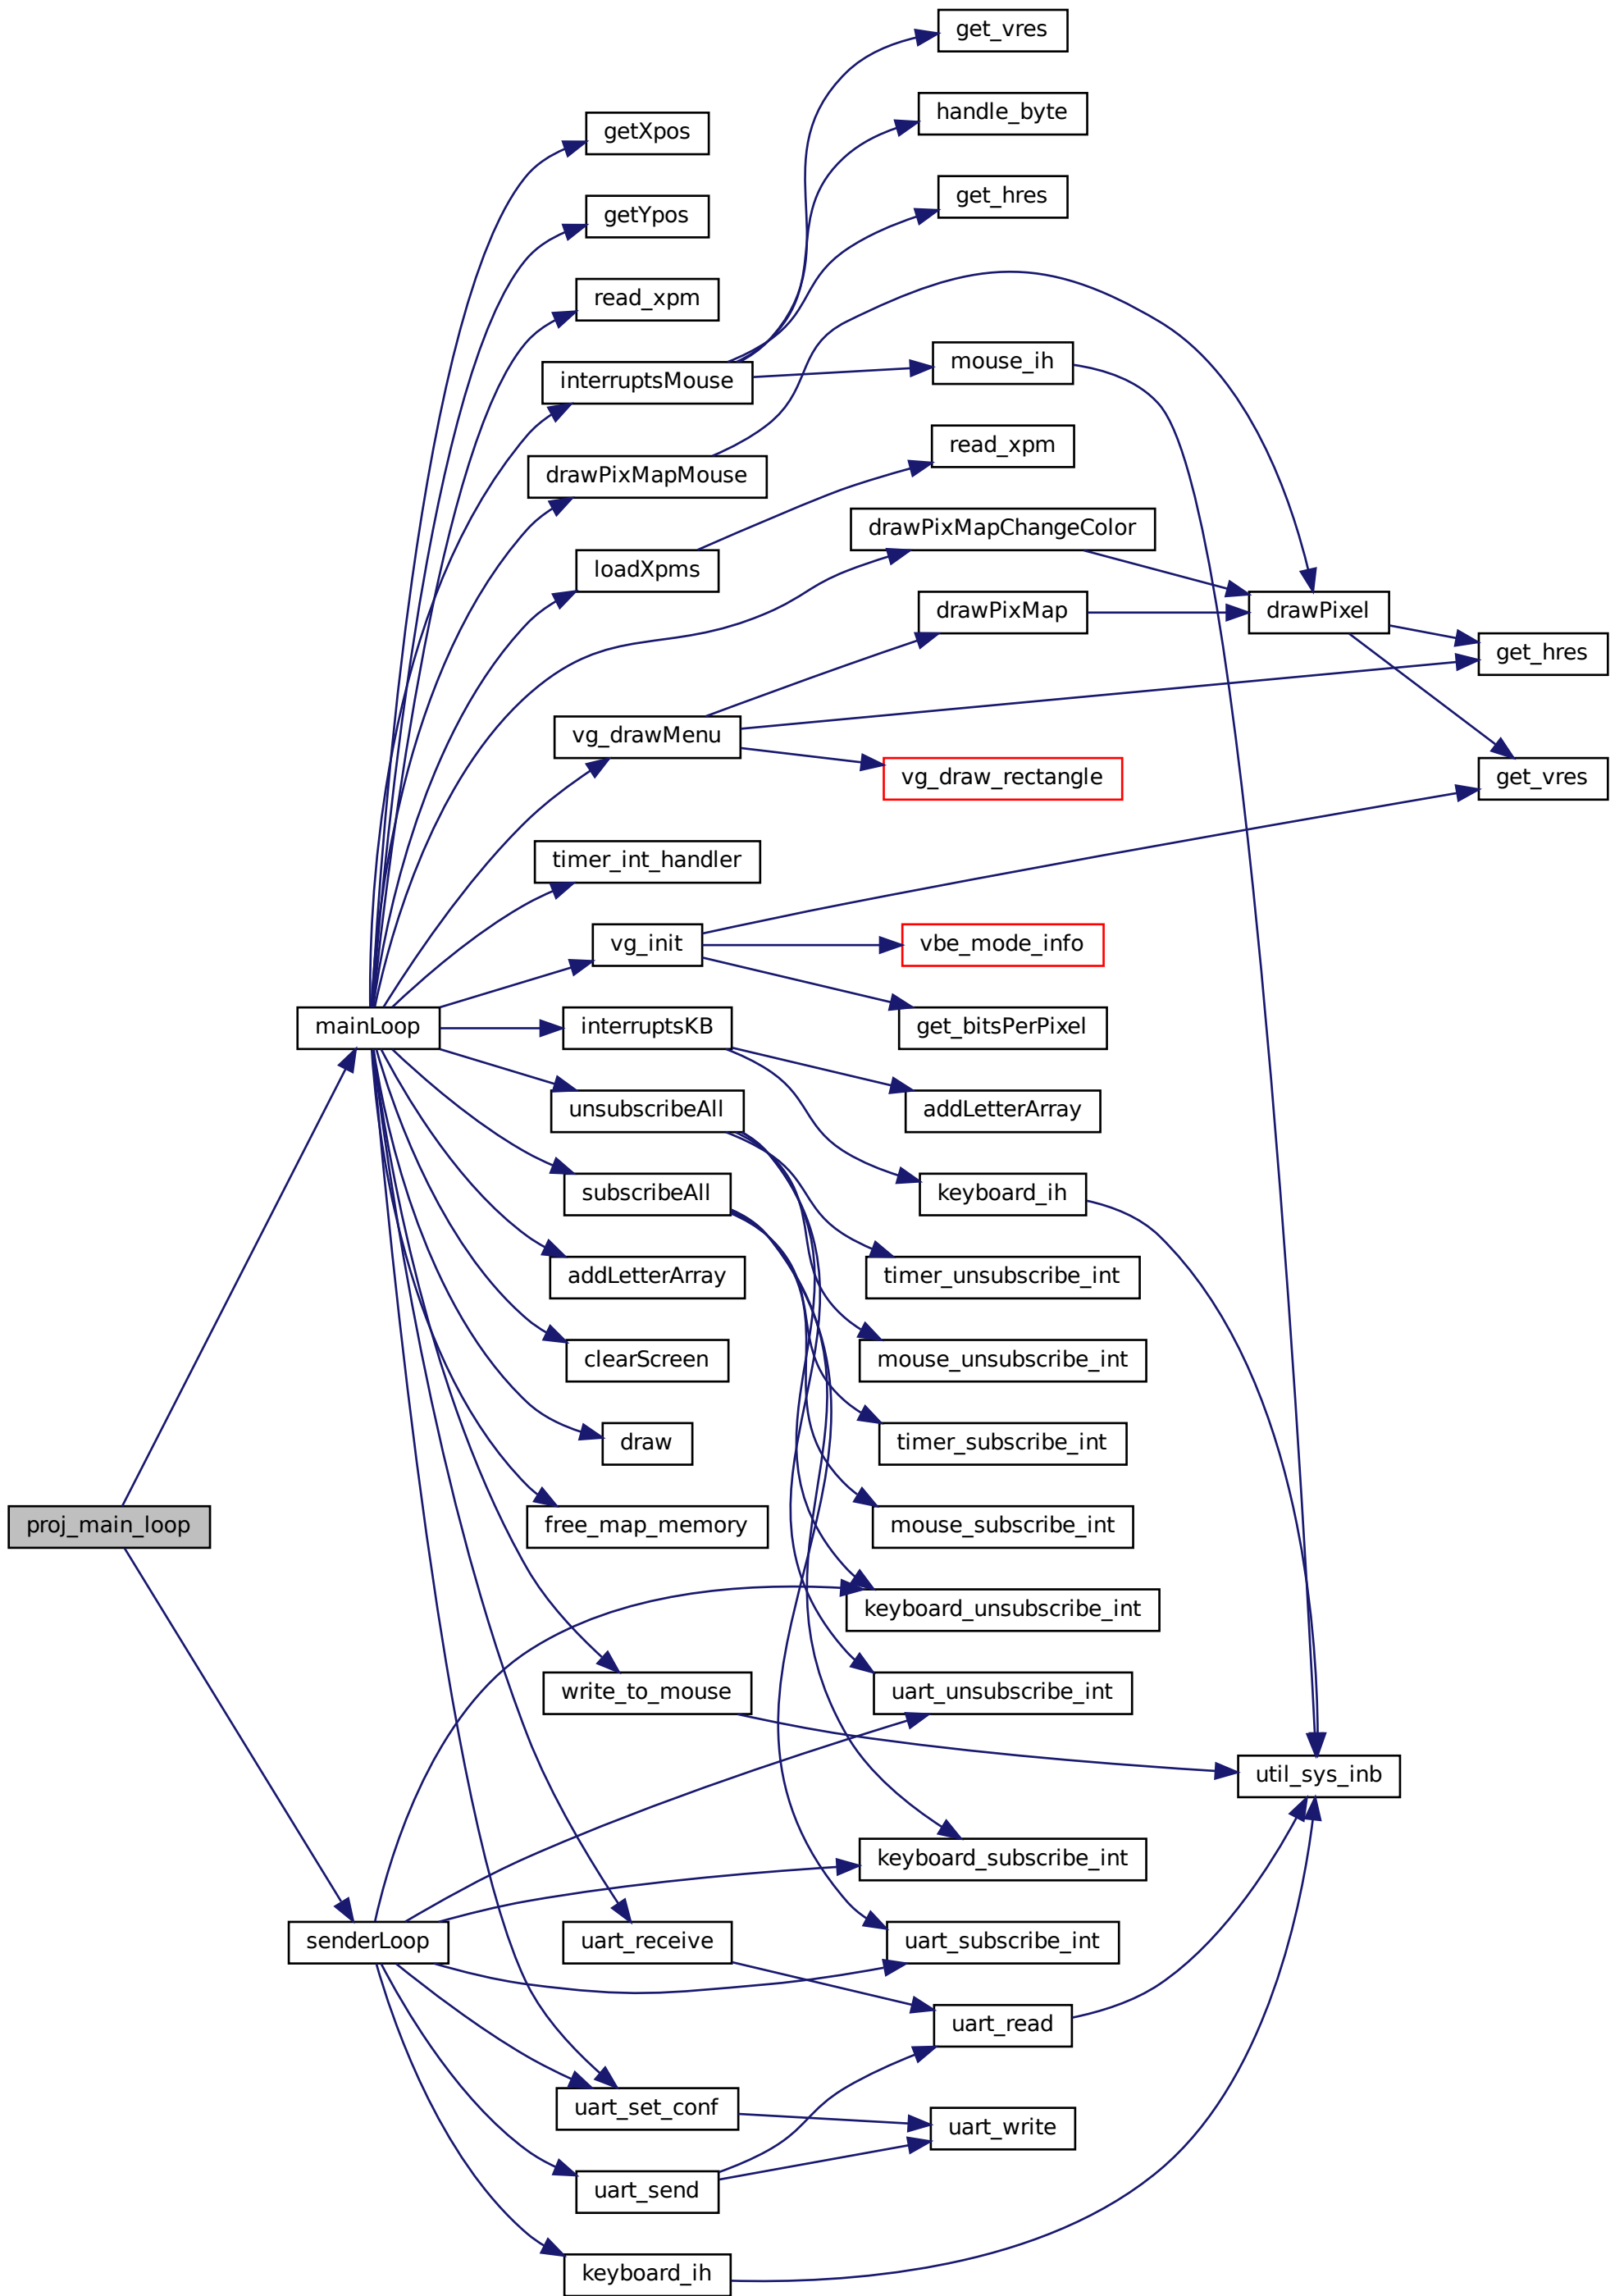 get_vres
handle_byte
getXpos
get_hres
getYpos
read_xpm
interruptsMouse
mouse_ih
read_xpm
drawPixMapMouse
drawPixMapChangeColor
loadXpms
drawPixMap
drawPixel
get_hres
vg_drawMenu
vg_draw_rectangle
get_vres
timer_int_handler
vg_init
vbe_mode_info
mainLoop
interruptsKB
get_bitsPerPixel
unsubscribeAll
addLetterArray
subscribeAll
keyboard_ih
addLetterArray
timer_unsubscribe_int
clearScreen
mouse_unsubscribe_int
draw
timer_subscribe_int
proj_main_loop
free_map_memory
mouse_subscribe_int
keyboard_unsubscribe_int
write_to_mouse
uart_unsubscribe_int
util_sys_inb
keyboard_subscribe_int
senderLoop
uart_receive
uart_subscribe_int
uart_read
uart_set_conf
uart_write
uart_send
keyboard_ih